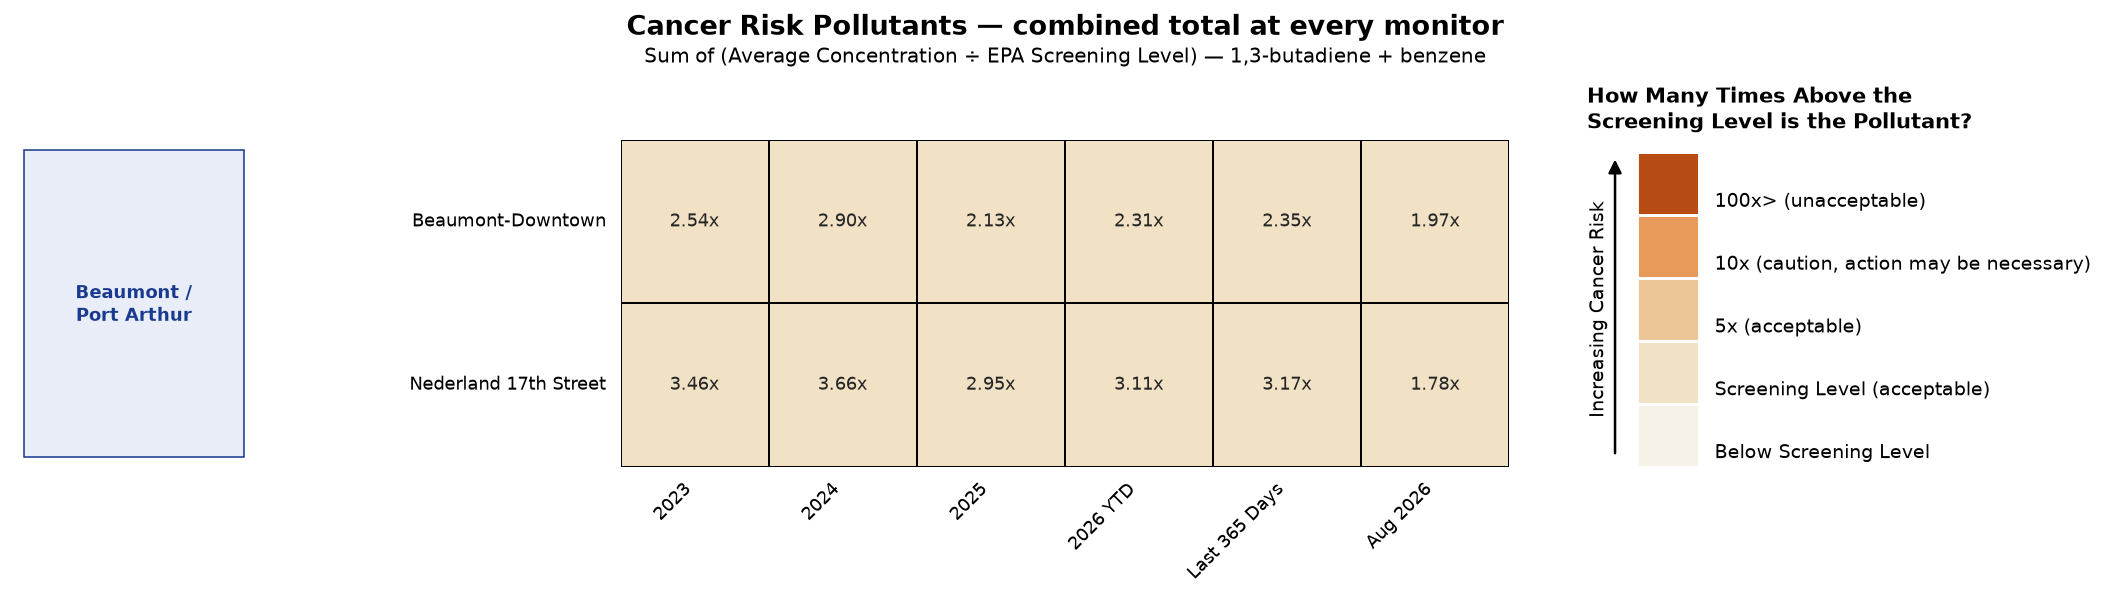 Cancer Risk Pollutants — combined total at every monitor
Sum of (Average Concentration ÷ EPA Screening Level) — 1,3-butadiene + benzene
Beaumont /
Port Arthur
Beaumont-Downtown
2.54x
2.90x
2.13x
2.31x
2.35x
1.97x
Nederland 17th Street
3.46x
3.66x
2.95x
3.11x
3.17x
1.78x
2023
2024
2025
2026 YTD
Last 365 Days
Aug 2026
How Many Times Above the
Screening Level is the Pollutant?
Increasing Cancer Risk
100x> (unacceptable)
10x (caution, action may be necessary)
5x (acceptable)
Screening Level (acceptable)
Below Screening Level